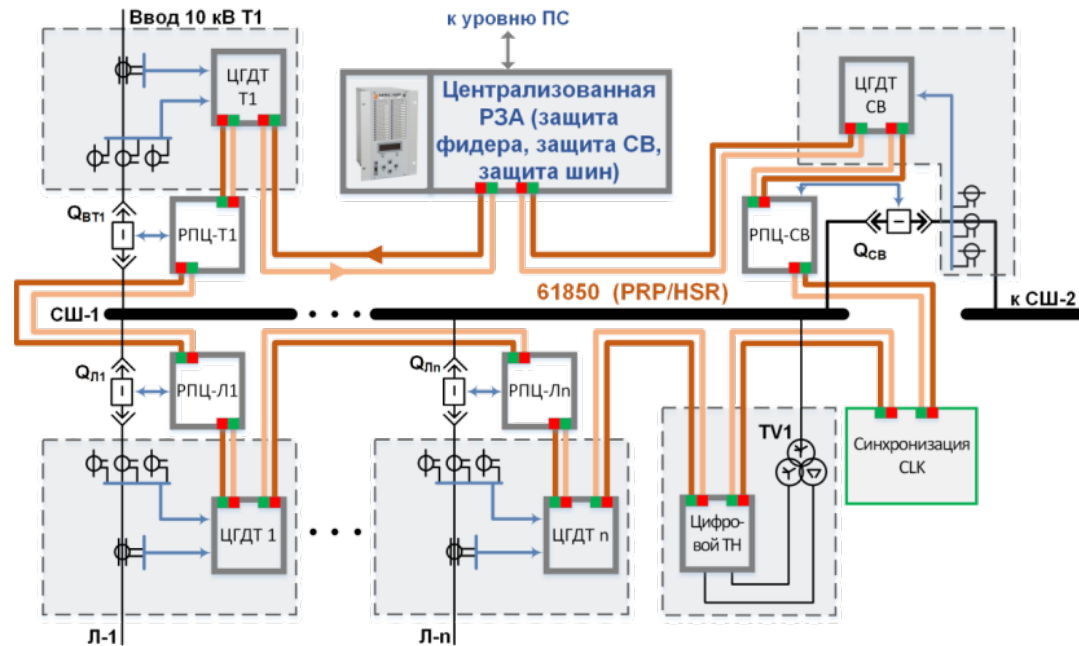 Ввод 10 кВ Т1
к уровню ПС
ЦГДТ
Т1
Централизованная
РЗА (защита
фидера, защита СВ,
защита шин)
ЦГДТ
СВ
QВТ1
РПЦ-Т1
РПЦ-СВ
QСВ
61850 (PRP/HSR)
СШ-1
к СШ-2
QЛ1
РПЦ-Л1
QЛn
РПЦ-Лn
TV1
Синхронизация
CLK
ЦГДТ 1
ЦГДТ n
Цифро-
вой ТН
Л-1
Л-n